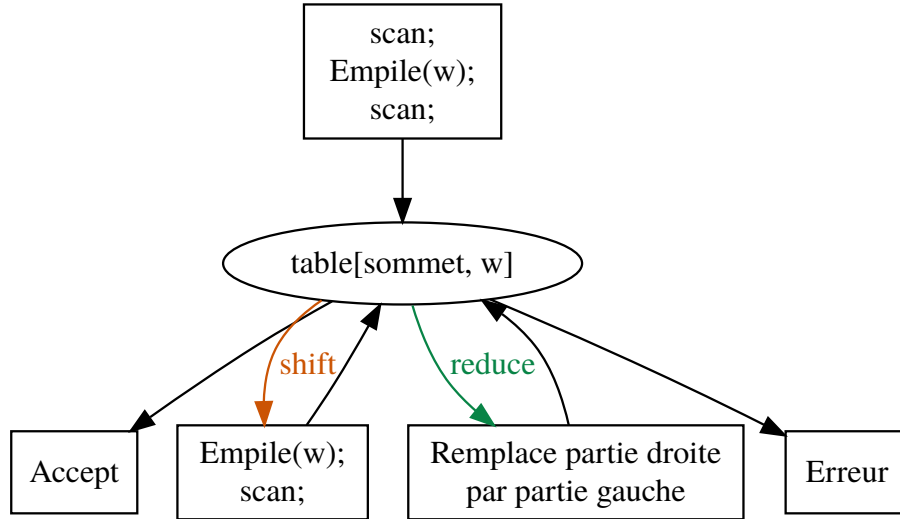 scan;
Empile(w);
scan;
table[sommet, w]
shift
reduce
Accept
Empile(w);
scan;
Remplace partie droite
par partie gauche
Erreur